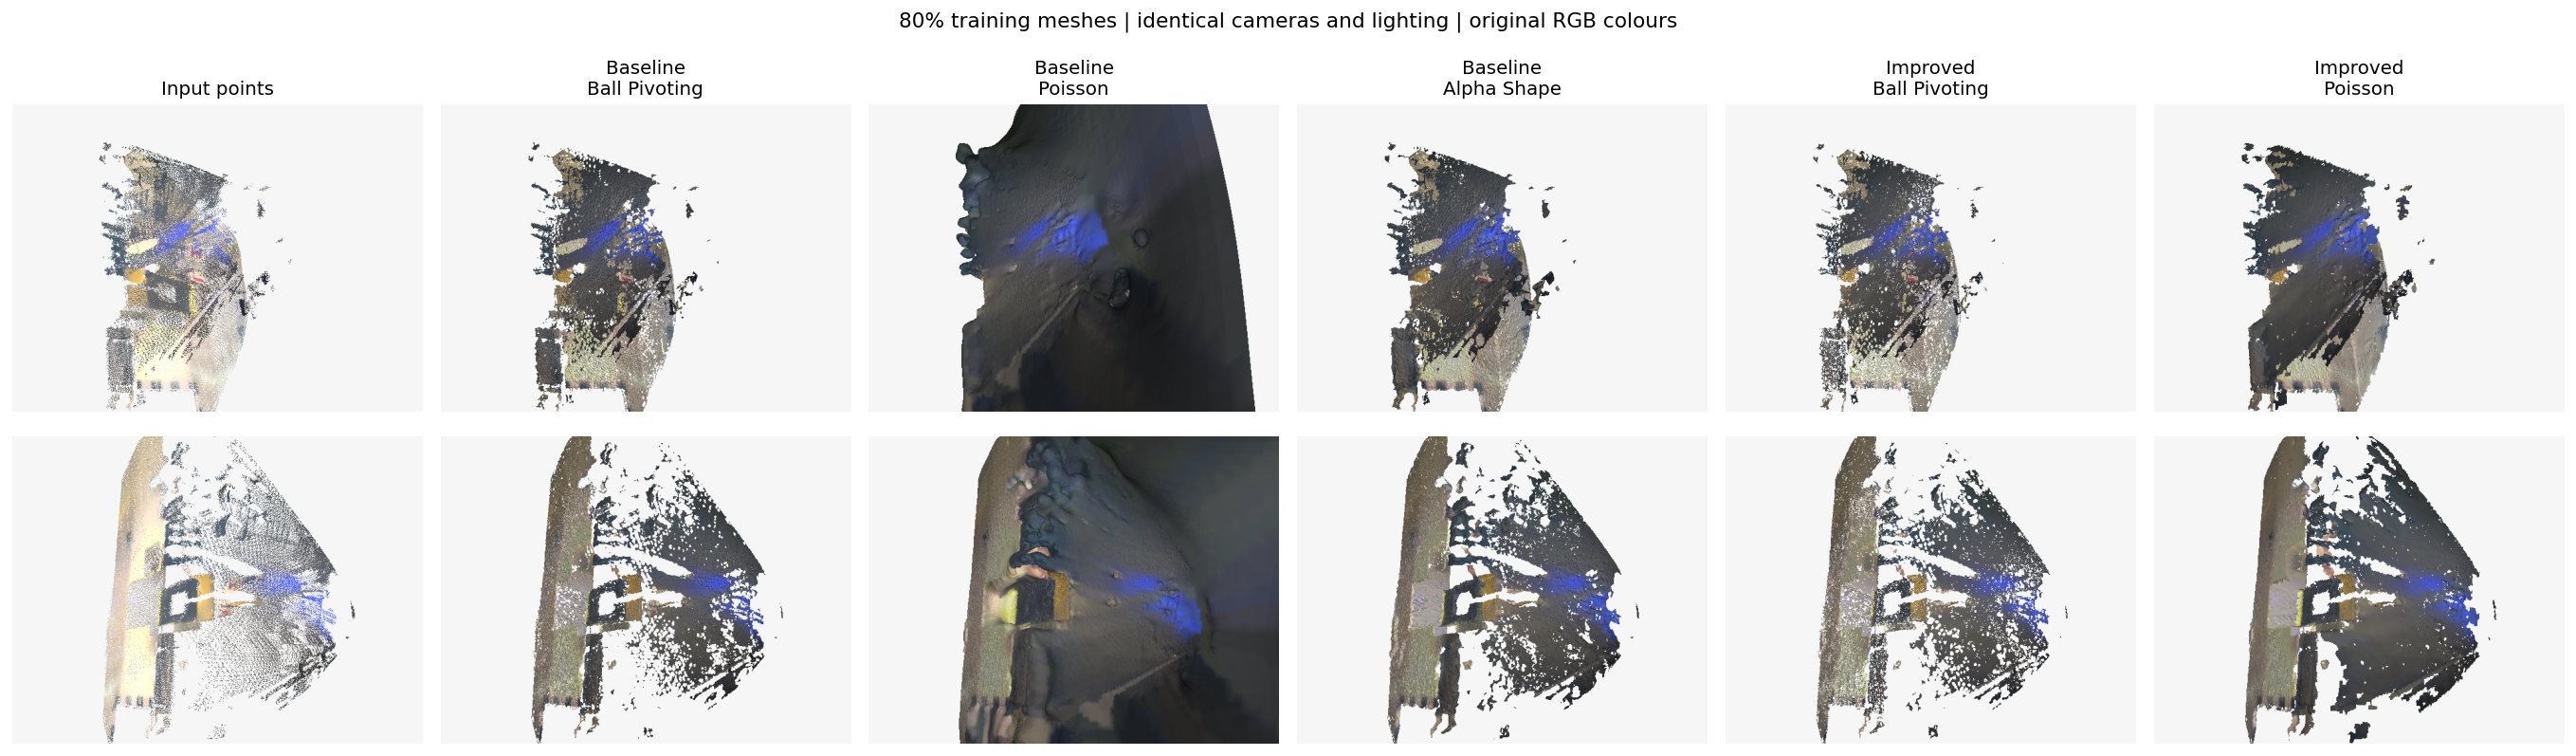 80% training meshes | identical cameras and lighting | original RGB colours
Input points
Baseline
Ball Pivoting
Baseline
Poisson
Baseline
Alpha Shape
Improved
Ball Pivoting
Improved
Poisson